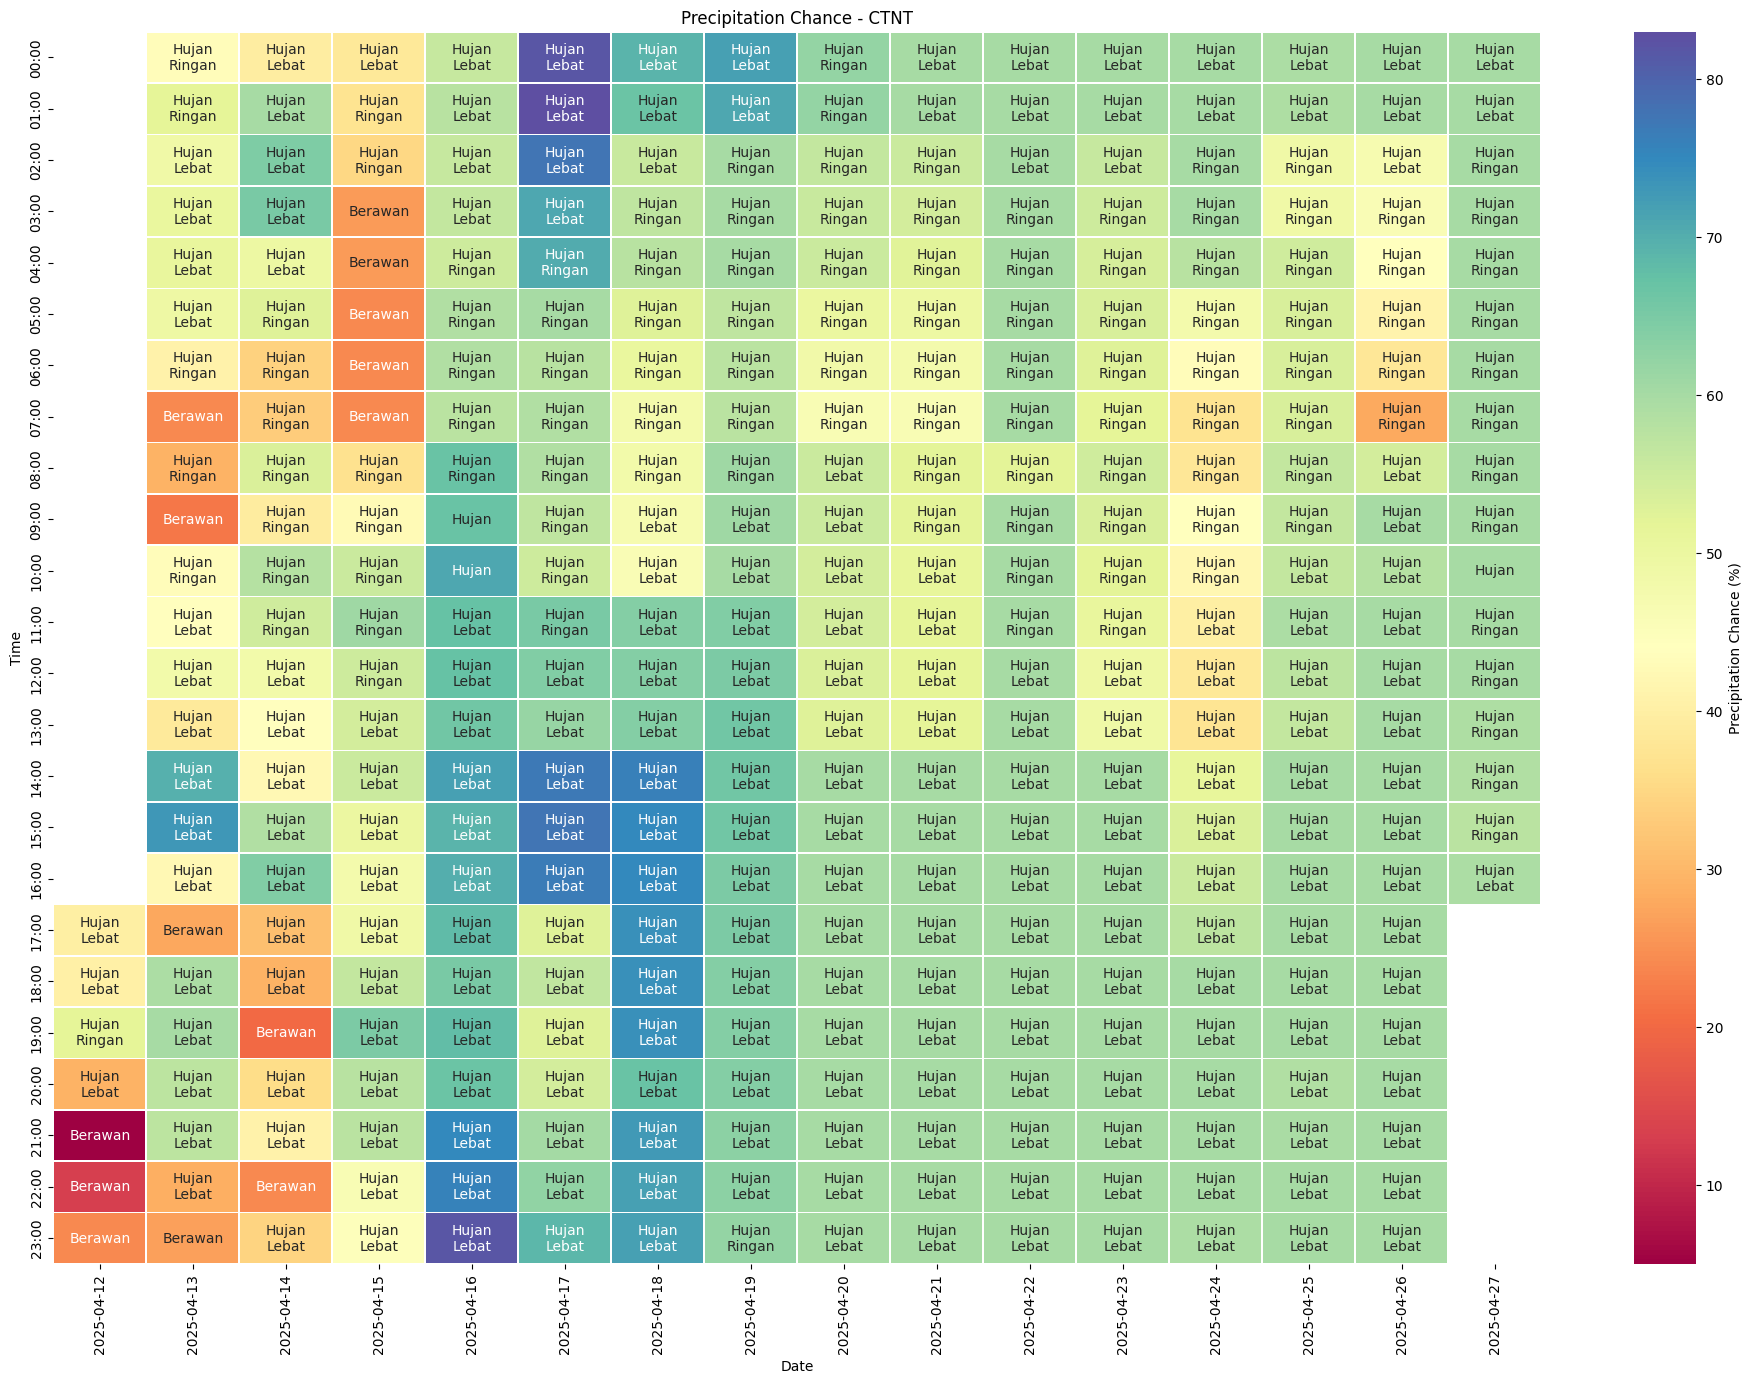 Precipitation Chance - CTNT
Time
00:00 Hujan Ringan Hujan Lebat Hujan Lebat Hujan Lebat Hujan Lebat Hujan Lebat Hujan Lebat Hujan Ringan Hujan Lebat Hujan Lebat Hujan Lebat Hujan Lebat Hujan Lebat Hujan Lebat Hujan Lebat
01:00 Hujan Ringan Hujan Lebat Hujan Ringan Hujan Lebat Hujan Lebat Hujan Lebat Hujan Lebat Hujan Ringan Hujan Lebat Hujan Lebat Hujan Lebat Hujan Lebat Hujan Lebat Hujan Lebat Hujan Lebat
02:00 Hujan Lebat Hujan Lebat Hujan Ringan Hujan Lebat Hujan Lebat Hujan Lebat Hujan Ringan Hujan Ringan Hujan Ringan Hujan Lebat Hujan Lebat Hujan Ringan Hujan Ringan Hujan Lebat Hujan Ringan
03:00 Hujan Lebat Hujan Lebat Berawan Hujan Lebat Hujan Lebat Hujan Ringan Hujan Ringan Hujan Ringan Hujan Ringan Hujan Ringan Hujan Ringan Hujan Ringan Hujan Ringan Hujan Ringan Hujan Ringan
04:00 Hujan Lebat Hujan Lebat Berawan Hujan Ringan Hujan Ringan Hujan Ringan Hujan Ringan Hujan Ringan Hujan Ringan Hujan Ringan Hujan Ringan Hujan Ringan Hujan Ringan Hujan Ringan Hujan Ringan
05:00 Hujan Lebat Hujan Ringan Berawan Hujan Ringan Hujan Ringan Hujan Ringan Hujan Ringan Hujan Ringan Hujan Ringan Hujan Ringan Hujan Ringan Hujan Ringan Hujan Ringan Hujan Ringan Hujan Ringan
06:00 Hujan Ringan Hujan Ringan Berawan Hujan Ringan Hujan Ringan Hujan Ringan Hujan Ringan Hujan Ringan Hujan Ringan Hujan Ringan Hujan Ringan Hujan Ringan Hujan Ringan Hujan Ringan Hujan Ringan
07:00 Berawan Hujan Ringan Berawan Hujan Ringan Hujan Ringan Hujan Ringan Hujan Ringan Hujan Ringan Hujan Ringan Hujan Ringan Hujan Ringan Hujan Ringan Hujan Ringan Hujan Ringan Hujan Ringan
08:00 Hujan Ringan Hujan Ringan Hujan Ringan Hujan Ringan Hujan Ringan Hujan Ringan Hujan Ringan Hujan Lebat Hujan Ringan Hujan Ringan Hujan Ringan Hujan Ringan Hujan Ringan Hujan Lebat Hujan Ringan
09:00 Berawan Hujan Ringan Hujan Ringan Hujan Hujan Ringan Hujan Lebat Hujan Lebat Hujan Lebat Hujan Ringan Hujan Ringan Hujan Ringan Hujan Ringan Hujan Ringan Hujan Lebat Hujan Ringan
10:00 Hujan Ringan Hujan Ringan Hujan Ringan Hujan Hujan Ringan Hujan Lebat Hujan Lebat Hujan Lebat Hujan Lebat Hujan Ringan Hujan Ringan Hujan Ringan Hujan Lebat Hujan Lebat Hujan
11:00 Hujan Lebat Hujan Ringan Hujan Ringan Hujan Lebat Hujan Ringan Hujan Lebat Hujan Lebat Hujan Lebat Hujan Lebat Hujan Ringan Hujan Ringan Hujan Lebat Hujan Lebat Hujan Lebat Hujan Ringan
12:00 Hujan Lebat Hujan Lebat Hujan Ringan Hujan Lebat Hujan Lebat Hujan Lebat Hujan Lebat Hujan Lebat Hujan Lebat Hujan Lebat Hujan Lebat Hujan Lebat Hujan Lebat Hujan Lebat Hujan Ringan
13:00 Hujan Lebat Hujan Lebat Hujan Lebat Hujan Lebat Hujan Lebat Hujan Lebat Hujan Lebat Hujan Lebat Hujan Lebat Hujan Lebat Hujan Lebat Hujan Lebat Hujan Lebat Hujan Lebat Hujan Ringan
14:00 Hujan Lebat Hujan Lebat Hujan Lebat Hujan Lebat Hujan Lebat Hujan Lebat Hujan Lebat Hujan Lebat Hujan Lebat Hujan Lebat Hujan Lebat Hujan Lebat Hujan Lebat Hujan Lebat Hujan Ringan
15:00 Hujan Lebat Hujan Lebat Hujan Lebat Hujan Lebat Hujan Lebat Hujan Lebat Hujan Lebat Hujan Lebat Hujan Lebat Hujan Lebat Hujan Lebat Hujan Lebat Hujan Lebat Hujan Lebat Hujan Ringan
16:00 Hujan Lebat Hujan Lebat Hujan Lebat Hujan Lebat Hujan Lebat Hujan Lebat Hujan Lebat Hujan Lebat Hujan Lebat Hujan Lebat Hujan Lebat Hujan Lebat Hujan Lebat Hujan Lebat Hujan Lebat
17:00 Hujan Lebat Berawan Hujan Lebat Hujan Lebat Hujan Lebat Hujan Lebat Hujan Lebat Hujan Lebat Hujan Lebat Hujan Lebat Hujan Lebat Hujan Lebat Hujan Lebat Hujan Lebat Hujan Lebat
18:00 Hujan Lebat Hujan Lebat Hujan Lebat Hujan Lebat Hujan Lebat Hujan Lebat Hujan Lebat Hujan Lebat Hujan Lebat Hujan Lebat Hujan Lebat Hujan Lebat Hujan Lebat Hujan Lebat Hujan Lebat
19:00 Hujan Ringan Hujan Lebat Berawan Hujan Lebat Hujan Lebat Hujan Lebat Hujan Lebat Hujan Lebat Hujan Lebat Hujan Lebat Hujan Lebat Hujan Lebat Hujan Lebat Hujan Lebat Hujan Lebat
20:00 Hujan Lebat Hujan Lebat Hujan Lebat Hujan Lebat Hujan Lebat Hujan Lebat Hujan Lebat Hujan Lebat Hujan Lebat Hujan Lebat Hujan Lebat Hujan Lebat Hujan Lebat Hujan Lebat Hujan Lebat
21:00 Berawan Hujan Lebat Hujan Lebat Hujan Lebat Hujan Lebat Hujan Lebat Hujan Lebat Hujan Lebat Hujan Lebat Hujan Lebat Hujan Lebat Hujan Lebat Hujan Lebat Hujan Lebat Hujan Lebat
22:00 Berawan Hujan Lebat Berawan Hujan Lebat Hujan Lebat Hujan Lebat Hujan Lebat Hujan Lebat Hujan Lebat Hujan Lebat Hujan Lebat Hujan Lebat Hujan Lebat Hujan Lebat Hujan Lebat
23:00 Berawan Berawan Hujan Lebat Hujan Lebat Hujan Lebat Hujan Lebat Hujan Lebat Hujan Ringan Hujan Lebat Hujan Lebat Hujan Lebat Hujan Lebat Hujan Lebat Hujan Lebat Hujan Lebat
2025-04-12
2025-04-13
2025-04-14
2025-04-15
2025-04-16
2025-04-17
2025-04-18
2025-04-19
2025-04-20
2025-04-21
2025-04-22
2025-04-23
2025-04-24
2025-04-25
2025-04-26
2025-04-27
Date
80
70
60
50
40
30
20
10
Precipitation Chance (%)